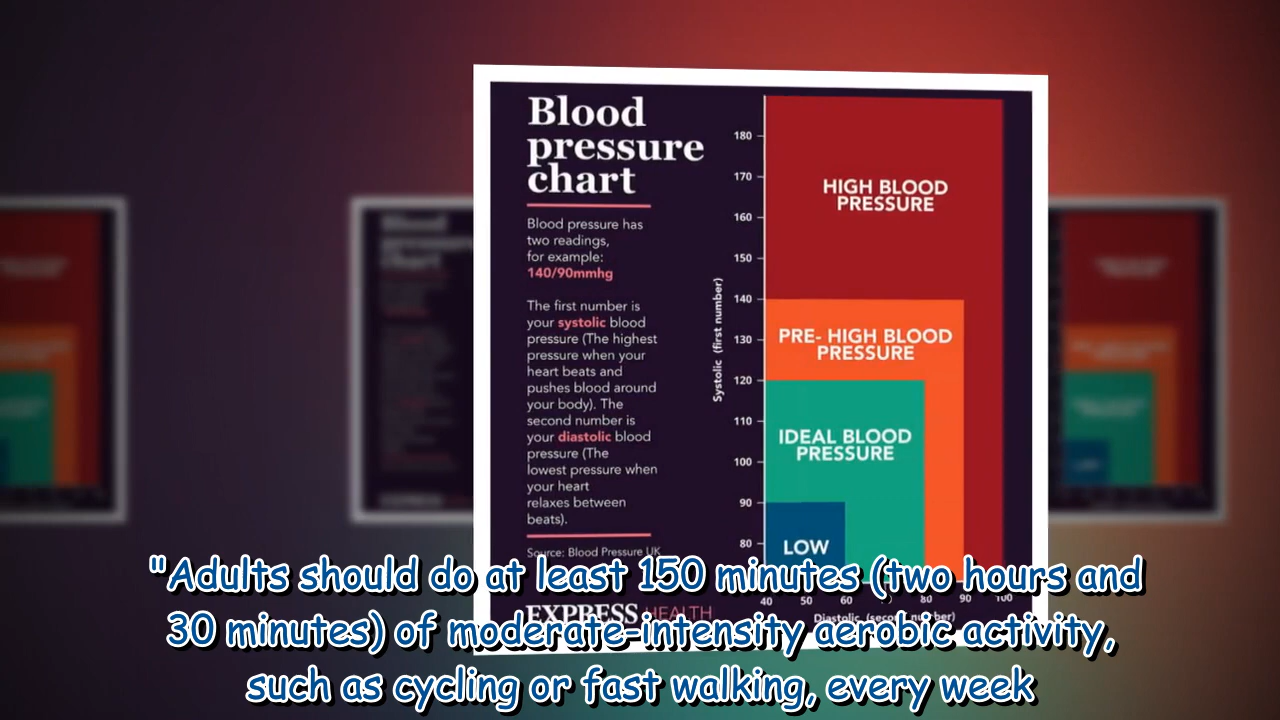 Blood
pressure
chart
Blood pressure has
two readings,
for example:
140/90mmhg
The first number is
your systolic blood
pressure (The highest
pressure when your
heart beats and
pushes blood around
your body). The
second number is
your diastolic blood
pressure (The
lowest pressure when
your heart
relaxes between
beats).
Source: Blood Pressure UK
EXPRESS HEALTH
Systolic (first number)
180
170
160
150
140
130
120
110
100
90
80
HIGH BLOOD
PRESSURE
PRE- HIGH BLOOD
PRESSURE
IDEAL BLOOD
PRESSURE
LOW
40 50 60 80 90 100
Diastolic (second number)
"Adults should do at least 150 minutes (two hours and
30 minutes) of moderate-intensity aerobic activity,
such as cycling or fast walking, every week